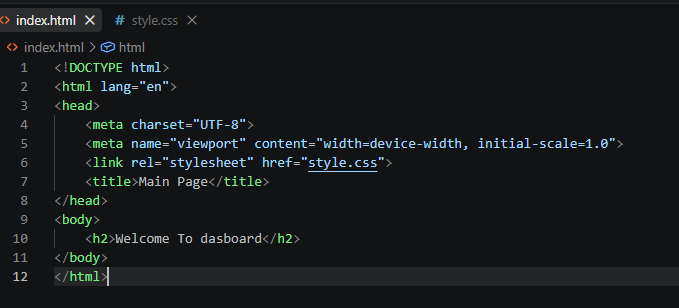 index.html
style.css
index.html > html
1 <!DOCTYPE html>
2 <html lang="en">
3 <head>
4     <meta charset="UTF-8">
5     <meta name="viewport" content="width=device-width, initial-scale=1.0">
6     <link rel="stylesheet" href="style.css">
7     <title>Main Page</title>
8 </head>
9 <body>
10     <h2>Welcome To dasboard</h2>
11 </body>
12 </html>